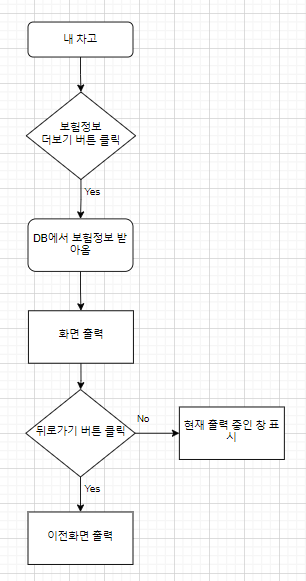 내 차고
보험정보
더보기 버튼 클릭
Yes
DB에서 보험정보 받
아옴
화면 출력
뒤로가기 버튼 클릭
No
현재 출력 중인 창 표
시
Yes
이전화면 출력